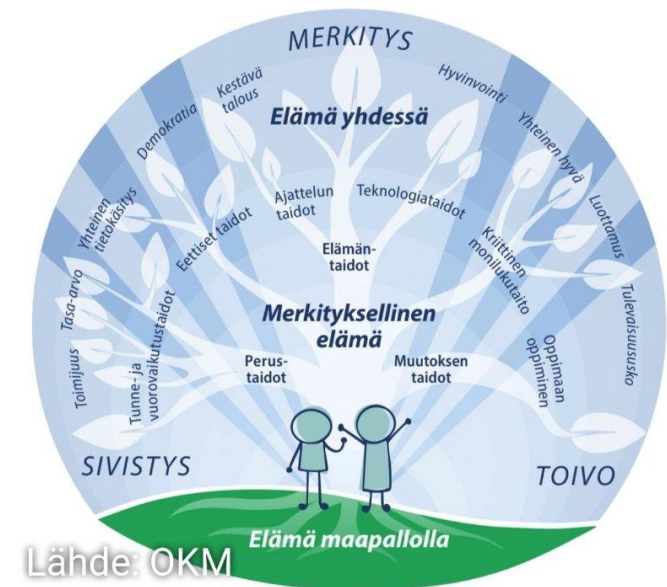 MERKITYS
Kestävä
talous
Hyvinvointi
Demokratia
Elämä yhdessä
Yhteinen hyvä
Yhteinen
tietokäsitys
Eettiset taidot
Ajattelun
taidot
Teknologiataidot
Luottamus
Elämän-
taidot
Kriittinen
monilukutaito
Tasa-arvo
Tulevaisuususko
Merkityksellinen
elämä
Toimijuus
Tunne- ja
vuorovaikutustaidot
Perus-
taidot
Muutoksen
taidot
Oppimaan
oppiminen
SIVISTYS
TOIVO
Elämä maapallolla
Lähde: OKM